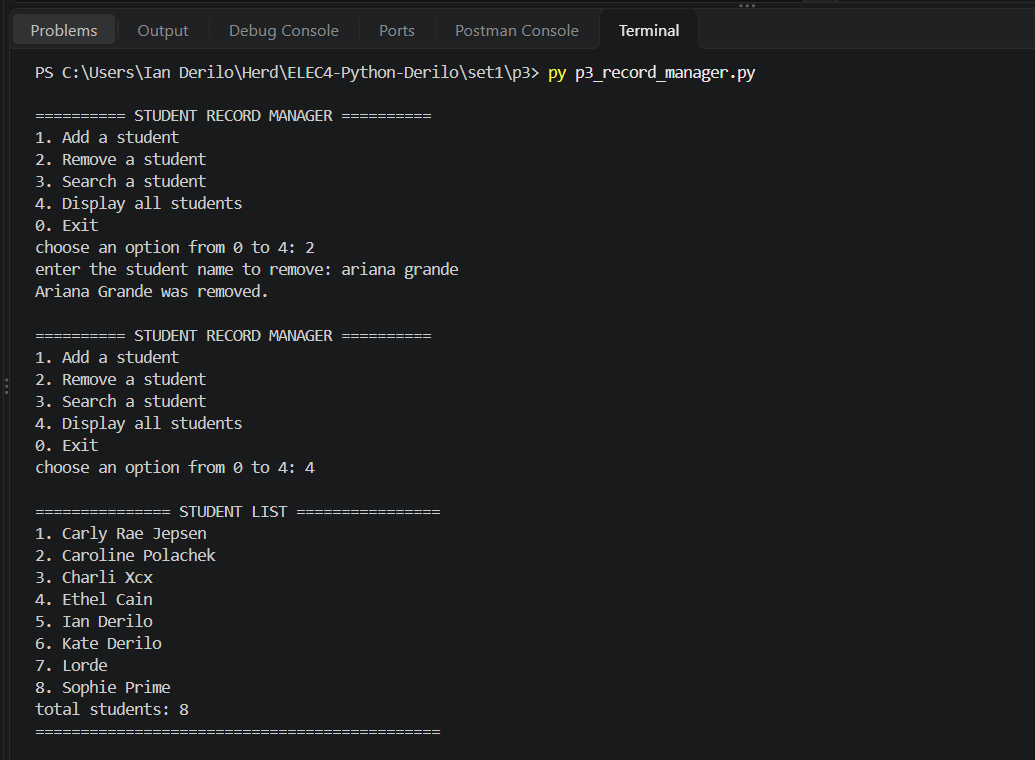 Problems Output Debug Console Ports Postman Console Terminal
PS C:\Users\Ian Derilo\Herd\ELEC4-Python-Derilo\set1\p3> py p3_record_manager.py
========== STUDENT RECORD MANAGER ==========
1. Add a student
2. Remove a student
3. Search a student
4. Display all students
0. Exit
choose an option from 0 to 4: 2
enter the student name to remove: ariana grande
Ariana Grande was removed.
========== STUDENT RECORD MANAGER ==========
1. Add a student
2. Remove a student
3. Search a student
4. Display all students
0. Exit
choose an option from 0 to 4: 4
=============== STUDENT LIST ================
1. Carly Rae Jepsen
2. Caroline Polachek
3. Charli Xcx
4. Ethel Cain
5. Ian Derilo
6. Kate Derilo
7. Lorde
8. Sophie Prime
total students: 8
=============================================